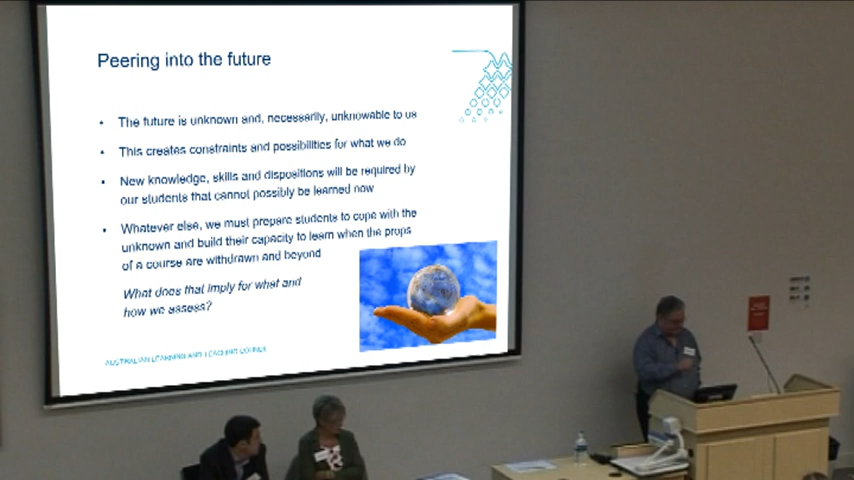 Peering into the future
• The future is unknown and, necessarily, unknowable to us
• This creates constraints and possibilities for what we do
• New knowledge, skills and dispositions will be required by
our students that cannot possibly be learned now
• Whatever else, we must prepare students to cope with the
unknown and build their capacity to learn when the props
of a course are withdrawn and beyond
What does that imply for what and
how we assess?
AUSTRALIAN LEARNING AND TEACHING COUNCIL